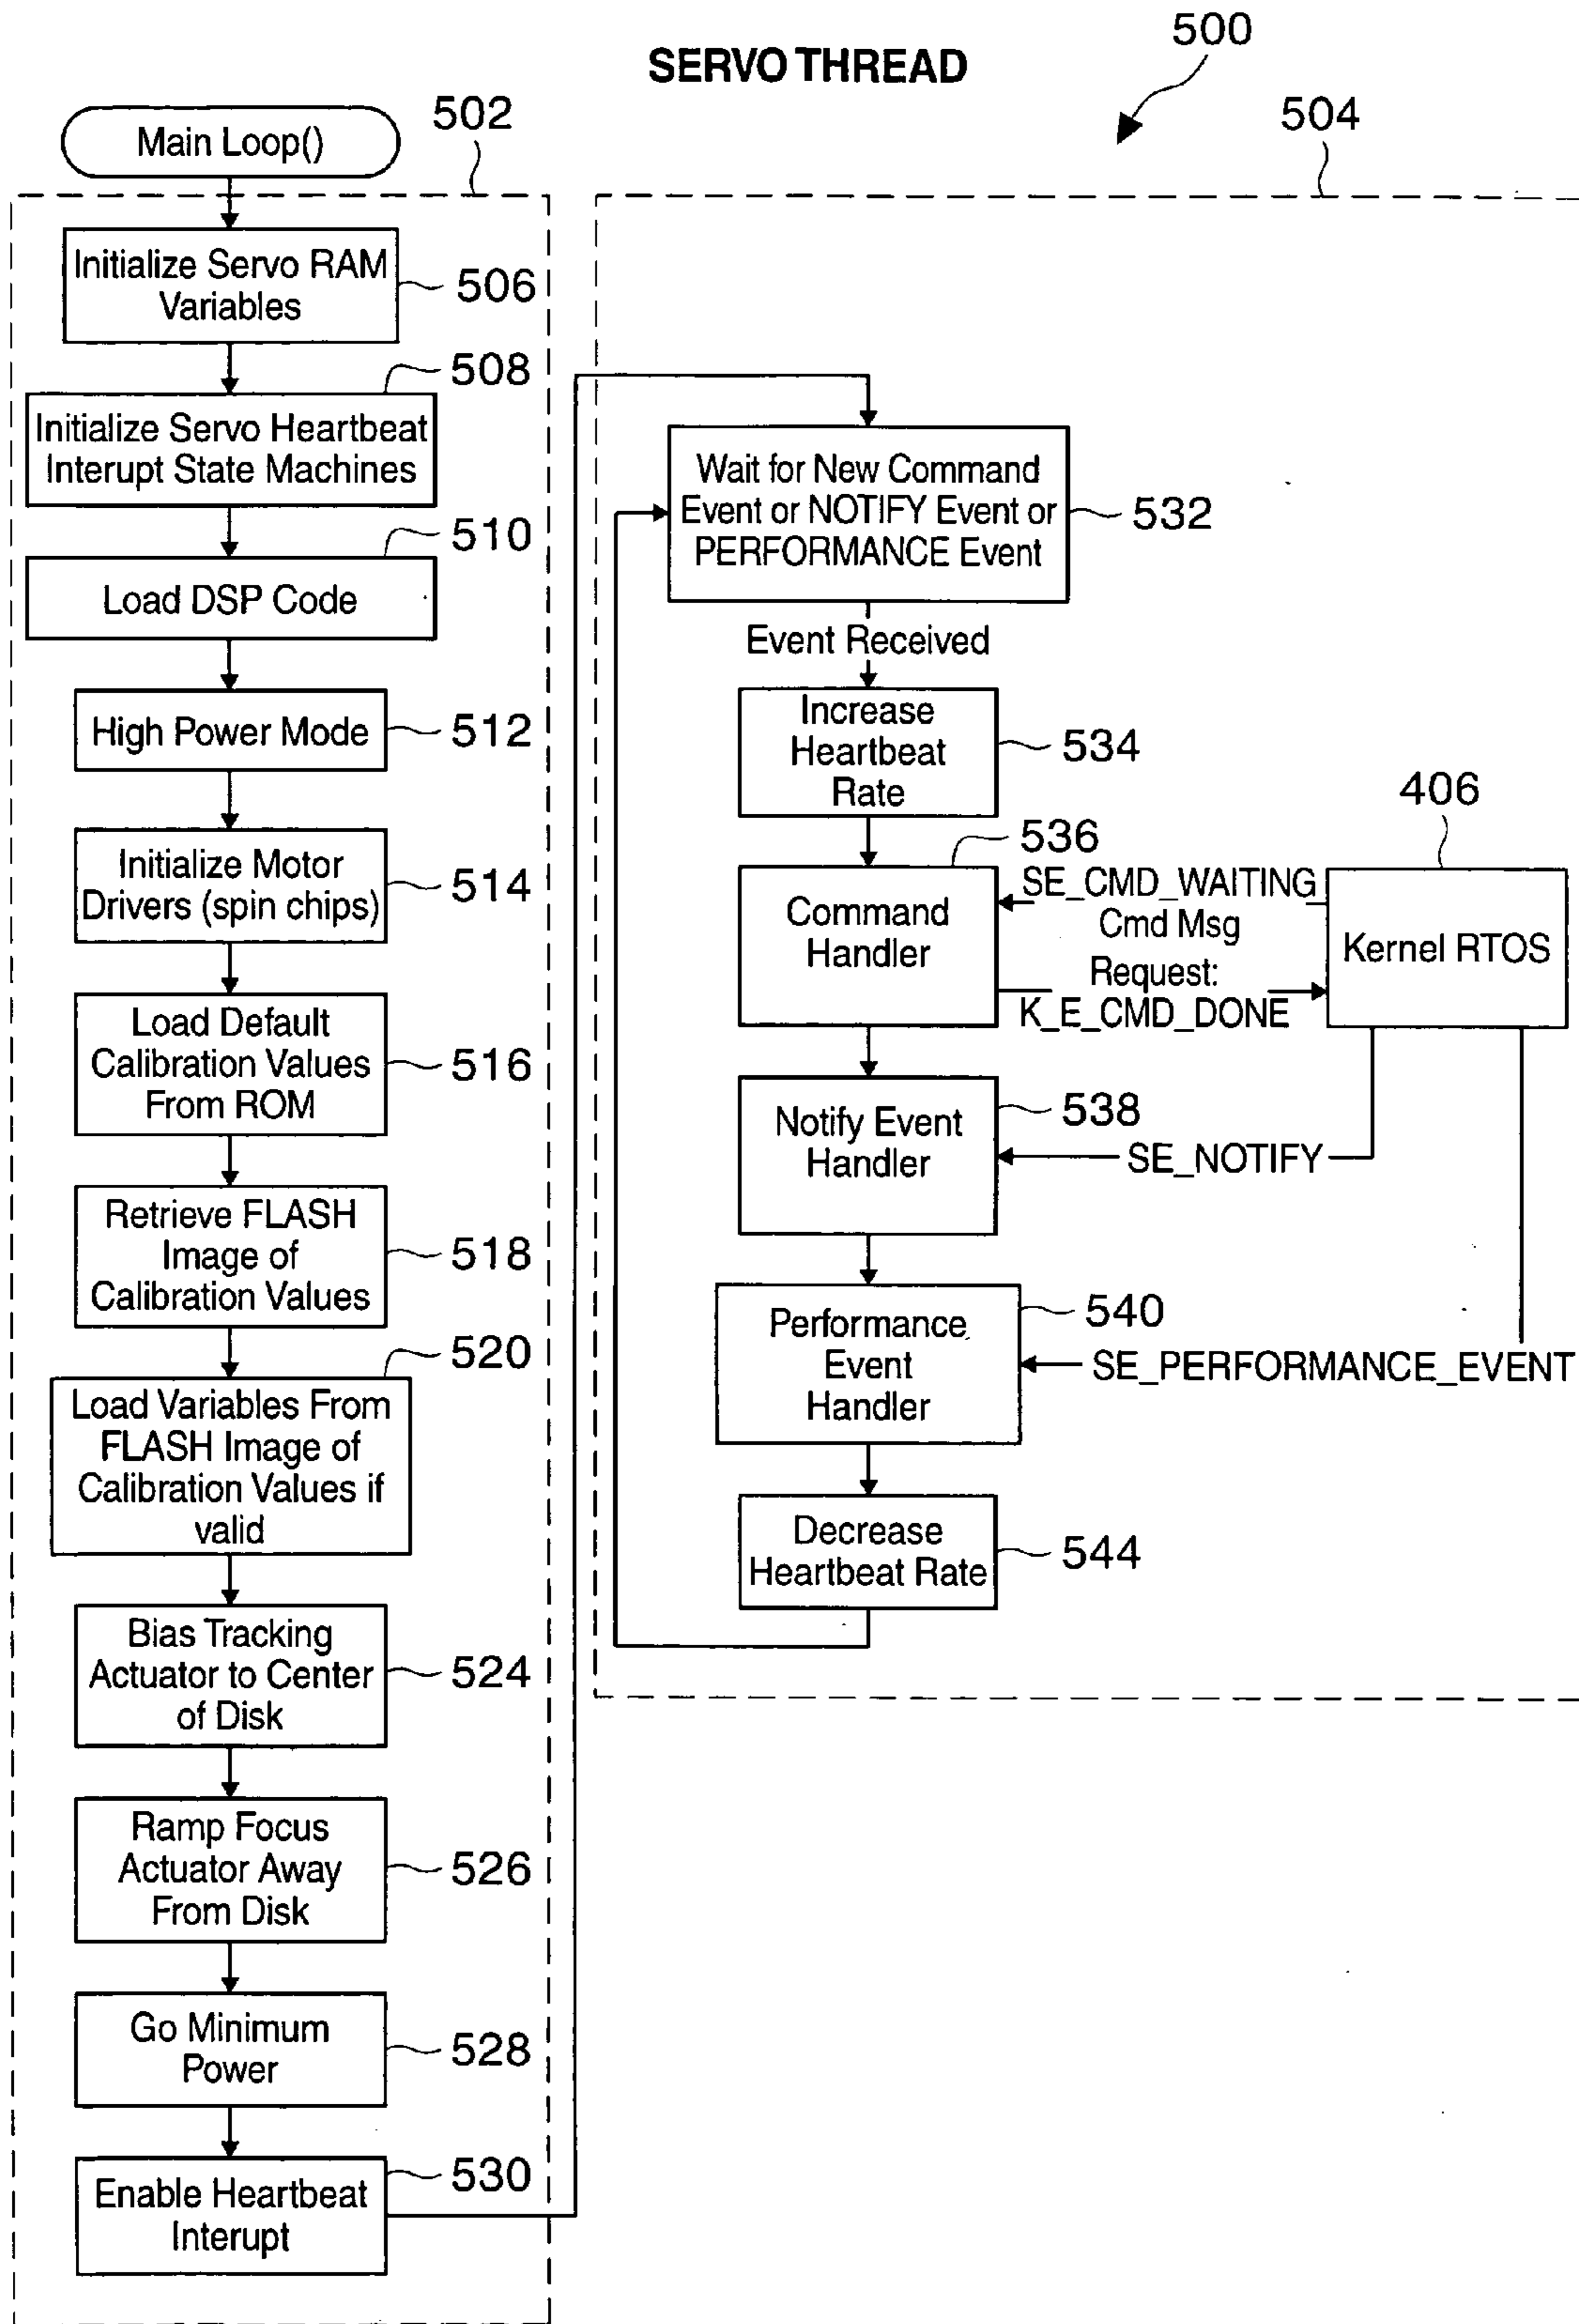 SERVO THREAD
500
502
504
Main Loop()
Initialize Servo RAM
Variables
506
508
Initialize Servo Heartbeat
Interupt State Machines
510
Load DSP Code
High Power Mode
512
Initialize Motor
Drivers (spin chips)
514
Load Default
Calibration Values
From ROM
516
Retrieve FLASH
Image of
Calibration Values
518
520
Load Variables From
FLASH Image of
Calibration Values if
valid
Bias Tracking
Actuator to Center
of Disk
524
Ramp Focus
Actuator Away
From Disk
526
Go Minimum
Power
528
530
Enable Heartbeat
Interupt
Wait for New Command
Event or NOTIFY Event or
PERFORMANCE Event
532
Event Received
Increase
Heartbeat
Rate
534
536
Command
Handler
SE_CMD_WAITING
Cmd Msg
Request:
K_E_CMD_DONE
406
Kernel RTOS
Notify Event
Handler
538
SE_NOTIFY
Performance
Event
Handler
540
SE_PERFORMANCE_EVENT
Decrease
Heartbeat Rate
544